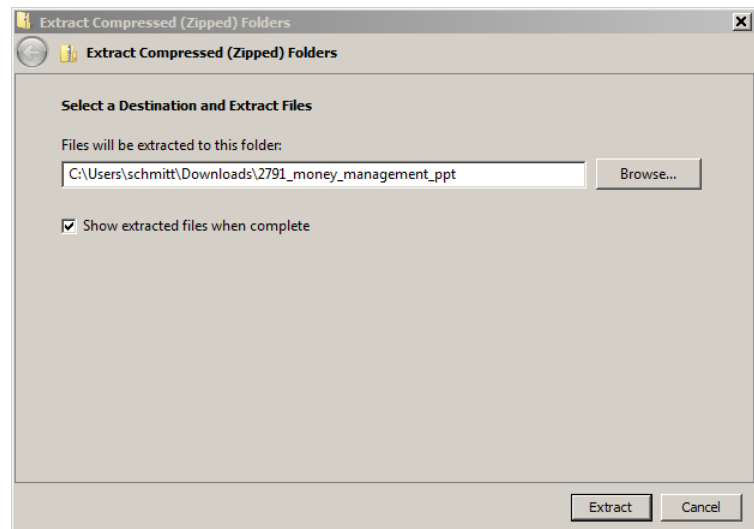 Extract Compressed (Zipped) Folders
Extract Compressed (Zipped) Folders
Select a Destination and Extract Files
Files will be extracted to this folder:
C:\Users\schmitt\Downloads\2791_money_management_ppt
Browse...
Show extracted files when complete
Extract
Cancel